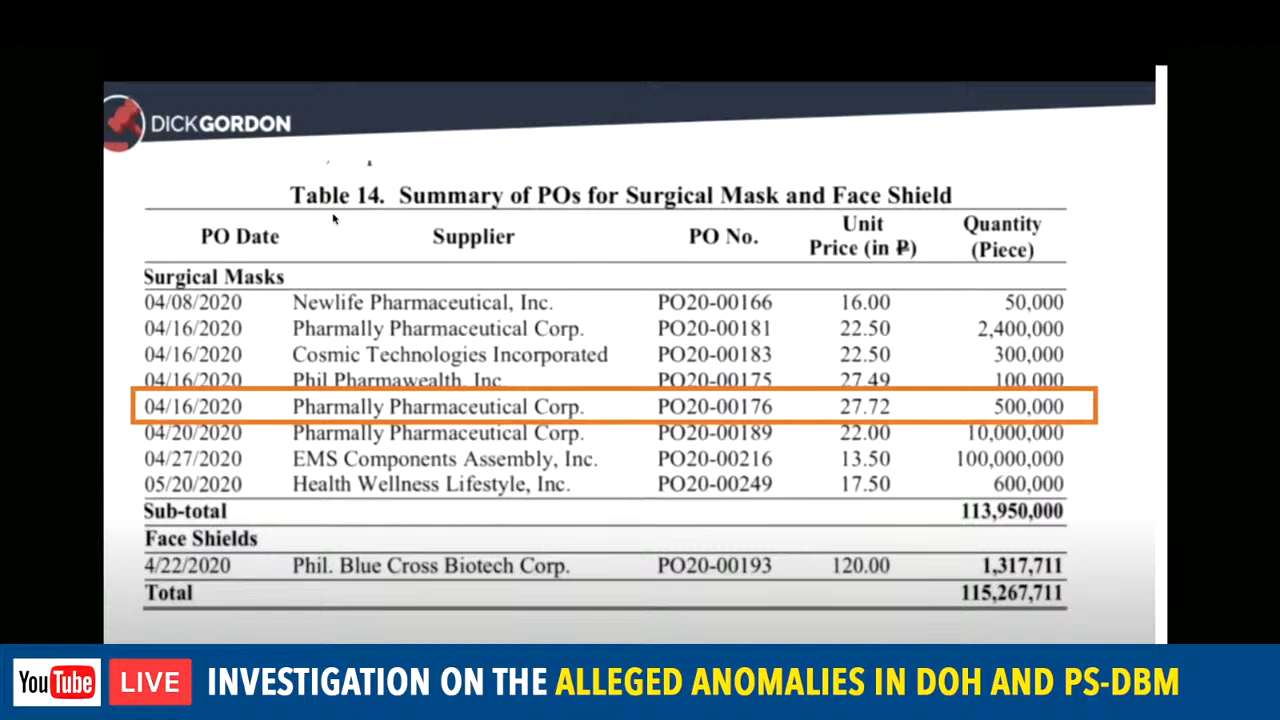 DICKGORDON
Table 14. Summary of POs for Surgical Mask and Face Shield
PO Date Supplier PO No. Unit Price (in ₱) Quantity (Piece)
Surgical Masks
04/08/2020 Newlife Pharmaceutical, Inc. PO20-00166 16.00 50,000
04/16/2020 Pharmally Pharmaceutical Corp. PO20-00181 22.50 2,400,000
04/16/2020 Cosmic Technologies Incorporated PO20-00183 22.50 300,000
04/16/2020 Phil Pharmawealth, Inc. PO20-00175 27.49 100,000
04/16/2020 Pharmally Pharmaceutical Corp. PO20-00176 27.72 500,000
04/20/2020 Pharmally Pharmaceutical Corp. PO20-00189 22.00 10,000,000
04/27/2020 EMS Components Assembly, Inc. PO20-00216 13.50 100,000,000
05/20/2020 Health Wellness Lifestyle, Inc. PO20-00249 17.50 600,000
Sub-total 113,950,000
Face Shields
4/22/2020 Phil. Blue Cross Biotech Corp. PO20-00193 120.00 1,317,711
Total 115,267,711
YouTube LIVE INVESTIGATION ON THE ALLEGED ANOMALIES IN DOH AND PS-DBM